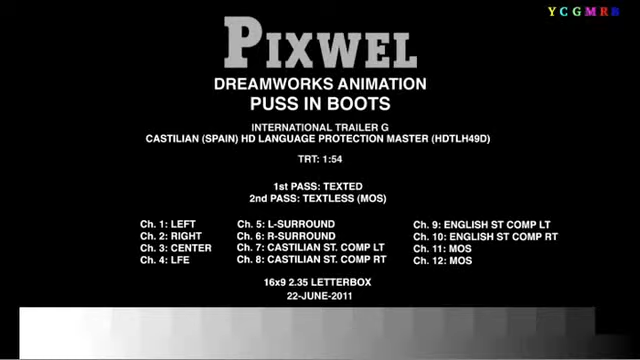 Y C G M R B
PIXWEL
DREAMWORKS ANIMATION
PUSS IN BOOTS
INTERNATIONAL TRAILER G
CASTILIAN (SPAIN) HD LANGUAGE PROTECTION MASTER (HDTLH49D)
TRT: 1:54
1st PASS: TEXTED
2nd PASS: TEXTLESS (MOS)
Ch. 1: LEFT
Ch. 2: RIGHT
Ch. 3: CENTER
Ch. 4: LFE
Ch. 5: L-SURROUND
Ch. 6: R-SURROUND
Ch. 7: CASTILIAN ST. COMP LT
Ch. 8: CASTILIAN ST. COMP RT
Ch. 9: ENGLISH ST COMP LT
Ch. 10: ENGLISH ST COMP RT
Ch. 11: MOS
Ch. 12: MOS
16x9 2.35 LETTERBOX
22-JUNE-2011